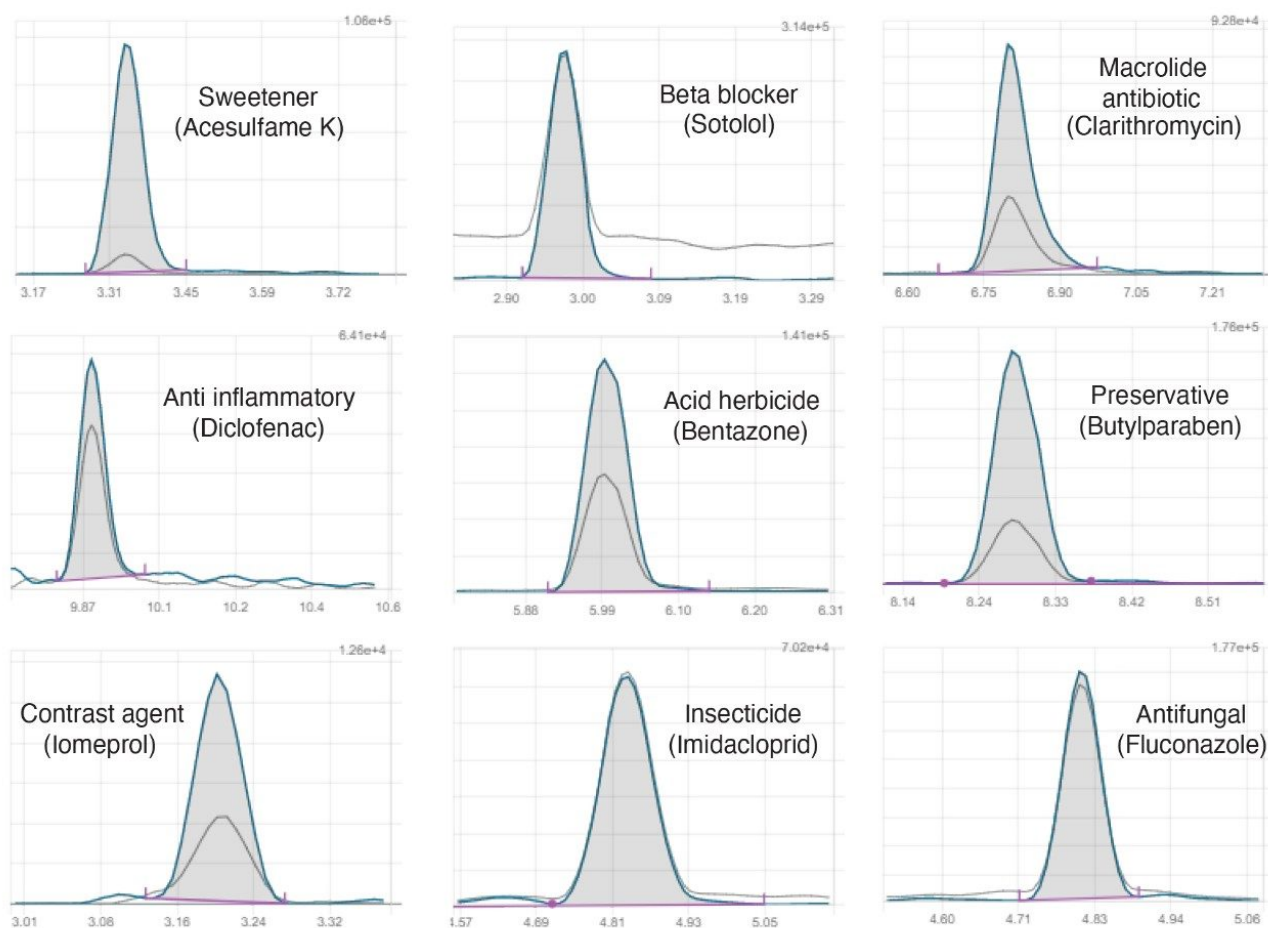 1.06e+5
Sweetener
(Acesulfame K)
3.17 3.31 3.45 3.59 3.72
3.14e+5
Beta blocker
(Sotolol)
2.90 3.00 3.09 3.19 3.29
9.28e+4
Macrolide
antibiotic
(Clarithromycin)
6.60 6.75 6.90 7.05 7.21
6.41e+4
Anti inflammatory
(Diclofenac)
9.87 10.1 10.2 10.4 10.6
1.41e+5
Acid herbicide
(Bentazone)
5.88 5.99 6.10 6.20 6.31
1.76e+5
Preservative
(Butylparaben)
8.14 8.24 8.33 8.42 8.51
1.26e+4
Contrast agent
(Iomeprol)
3.01 3.08 3.16 3.24 3.32
7.02e+4
Insecticide
(Imidacloprid)
4.57 4.69 4.81 4.93 5.05
1.77e+5
Antifungal
(Fluconazole)
4.60 4.71 4.83 4.94 5.06